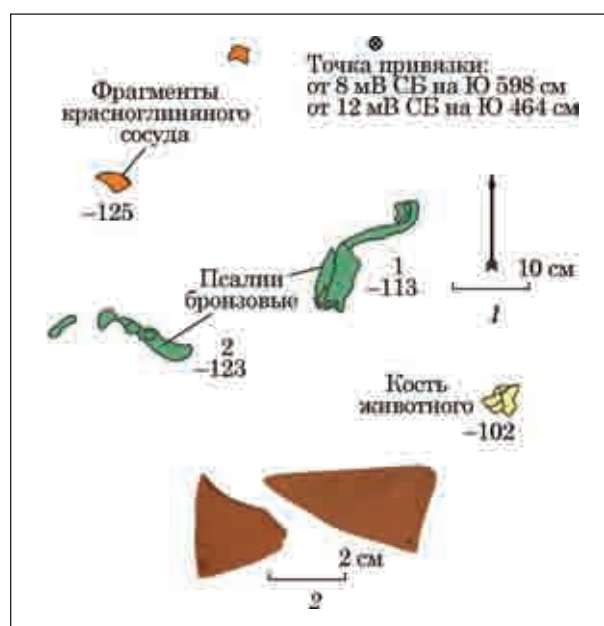 Точка привязки:
от 8 мВ СБ на Ю 598 см
от 12 мВ СБ на Ю 464 см
Фрагменты
красноглиняного
сосуда
–125
Псалии
бронзовые
1
–113
10 см
1
2
–123
Кость
животного
–102
2 см
2